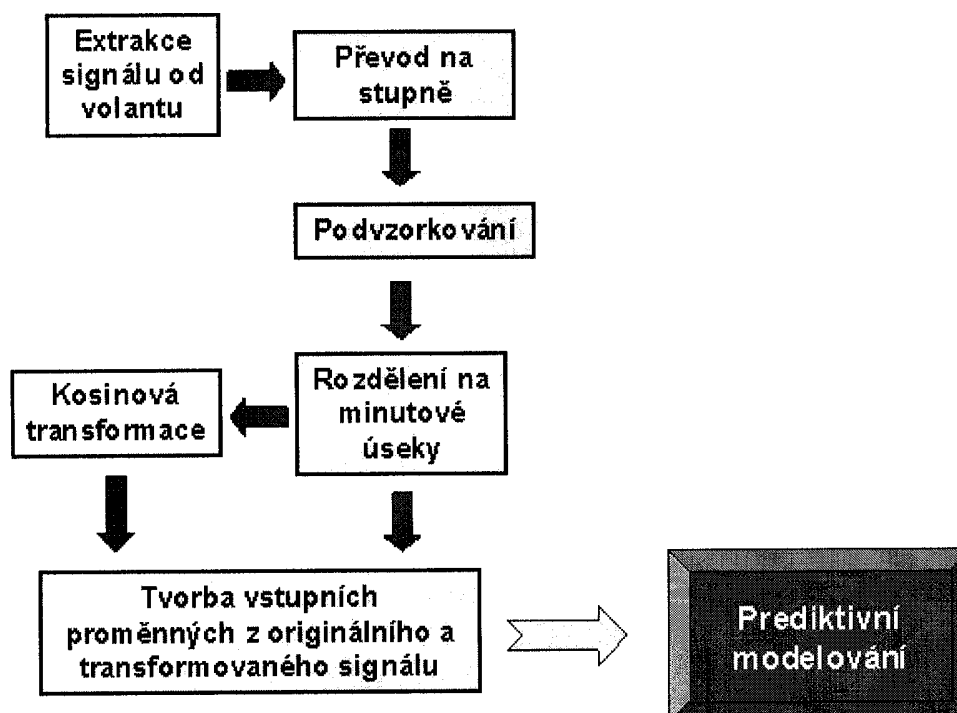 Extrakce
signálu od
volantu
Převod na
stupně
Podvzorkování
Rozdělení na
minutové
úseky
Kosinová
transformace
Tvorba vstupních
proměnných z originálního a
transformovaného signálu
Prediktivní
modelování